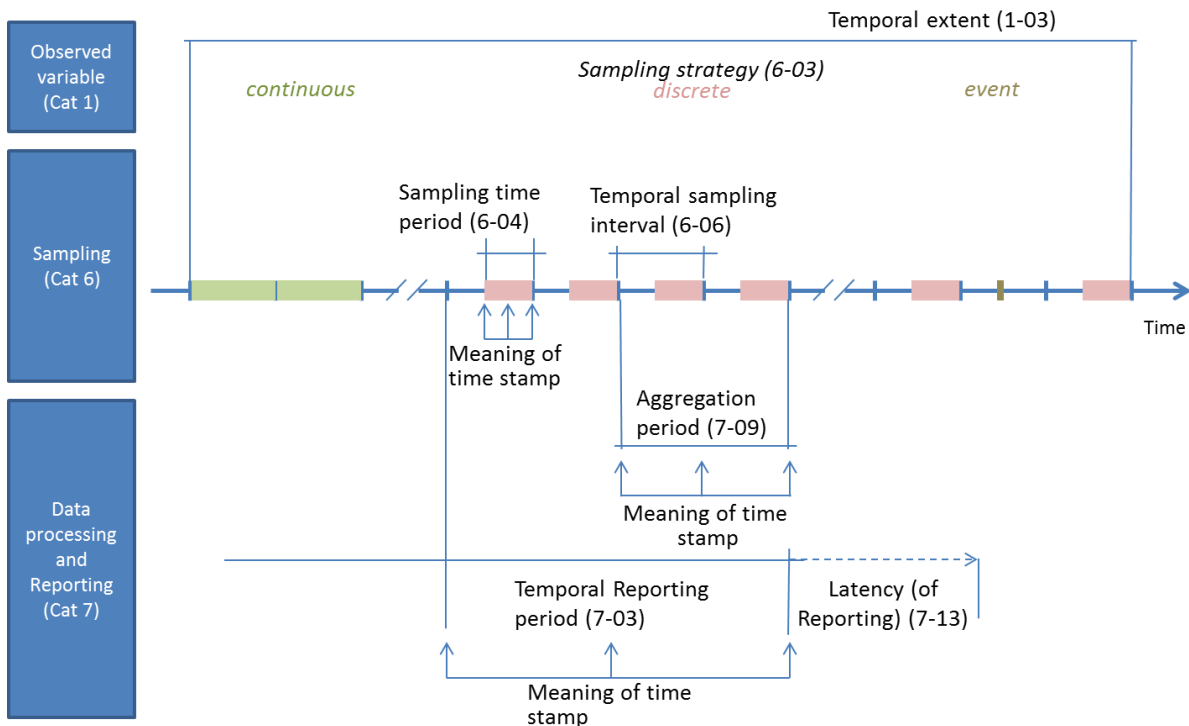 Temporal extent (1-03)
Observed
variable
(Cat 1)
Sampling strategy (6-03)
continuous
discrete
event
Sampling
(Cat 6)
Sampling time
period (6-04)
Temporal sampling
interval (6-06)
Time
Meaning of
time stamp
Data
processing
and
Reporting
(Cat 7)
Aggregation
period (7-09)
Meaning of time
stamp
Temporal Reporting
period (7-03)
Latency (of
Reporting) (7-13)
Meaning of time
stamp